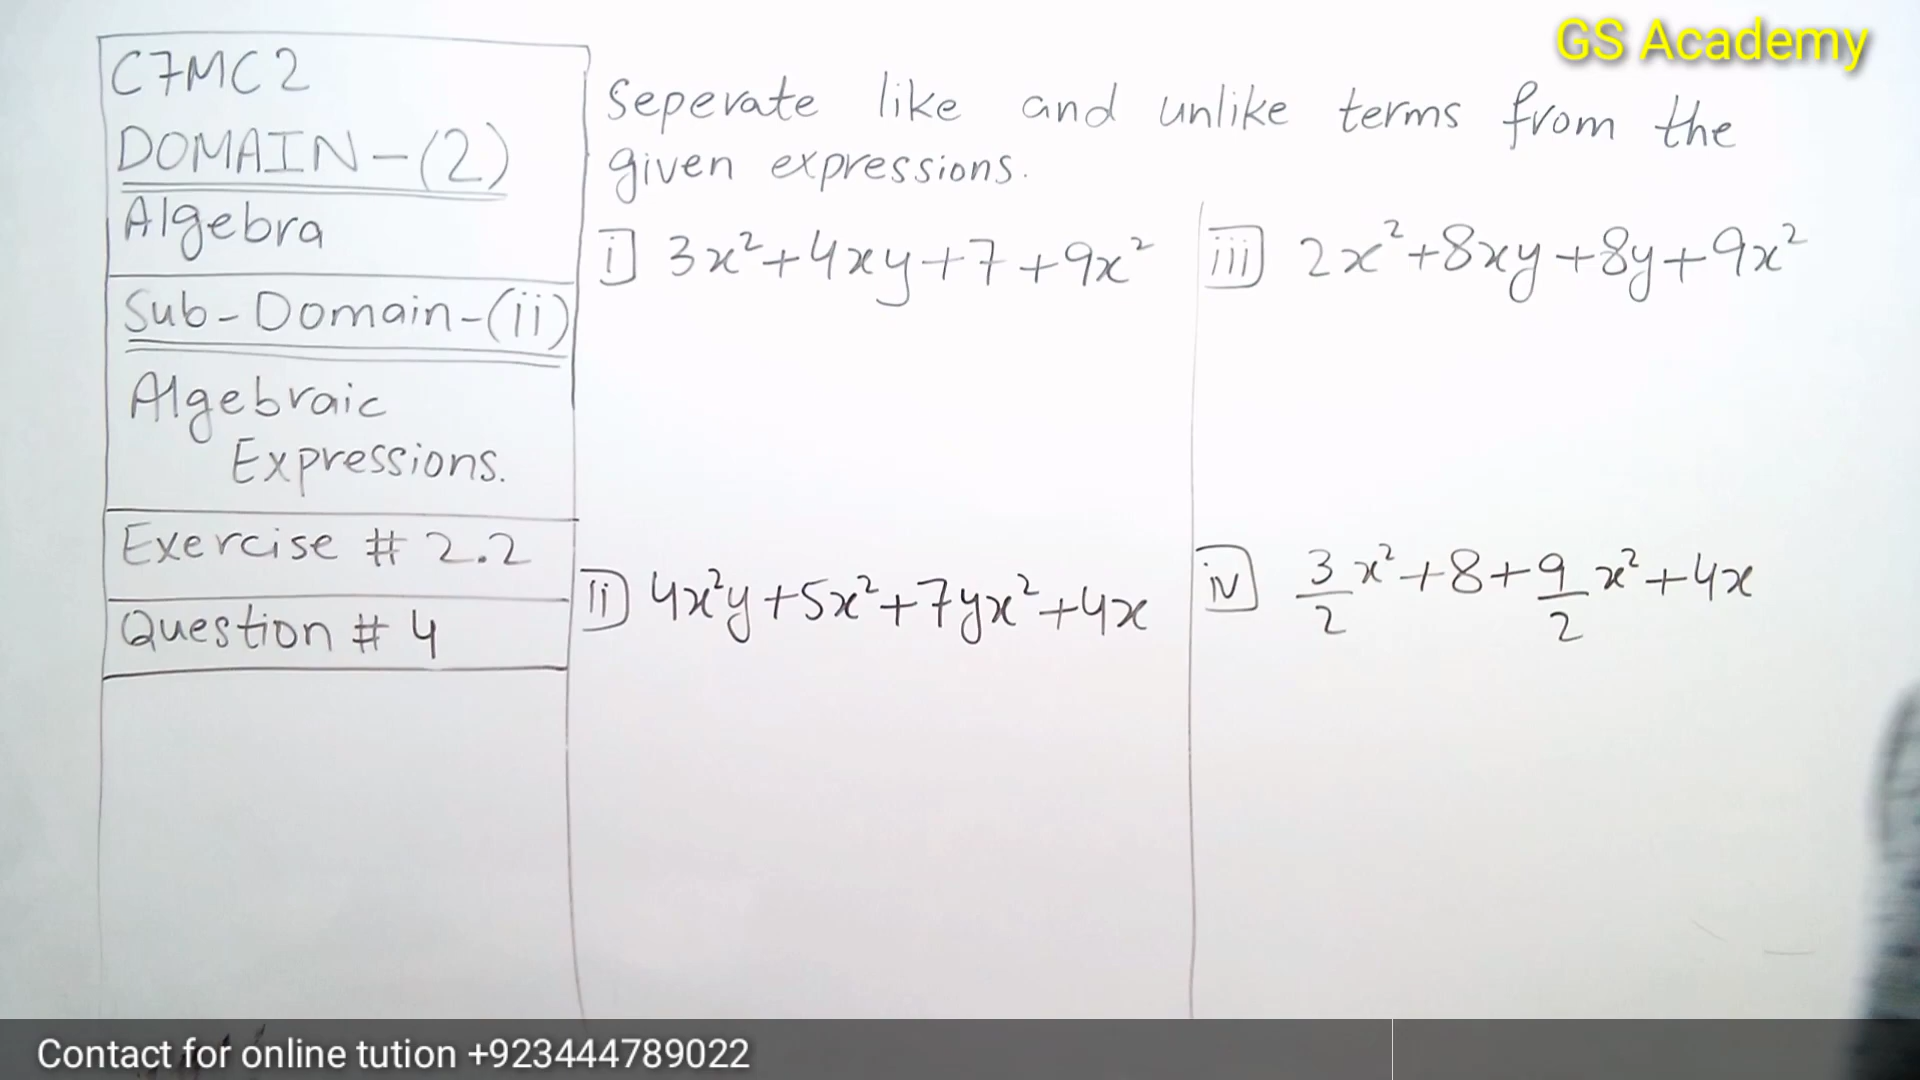 GS Academy
C7MC2
DOMAIN-(2)
Algebra
Sub-Domain-(ii)
Algebraic
Expressions.
Exercise # 2.2
Question # 4
Seperate like and unlike terms from the
given expressions.
i) 3x²+4xy+7+9x²
ii) 4x²y+5x²+7yx²+4x
iii) 2x²+8xy+8y+9x²
iv) 3/2 x²+8+9/2 x²+4x
Contact for online tution +923444789022